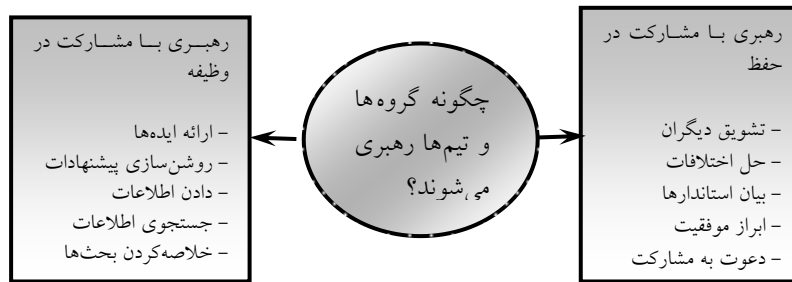 رهبری با مشارکت در
حفظ
- تشویق دیگران
- حل اختلافات
- بیان استاندارها
- ابراز موفقیت
- دعوت به مشارکت
چگونه گروه‌ها
و تیم‌ها رهبری
می‌شوند؟
رهبری با مشارکت در
وظیفه
- ارائه ایده‌ها
- روشن‌سازی پیشنهادات
- دادن اطلاعات
- جستجوی اطلاعات
- خلاصه‌کردن بحث‌ها